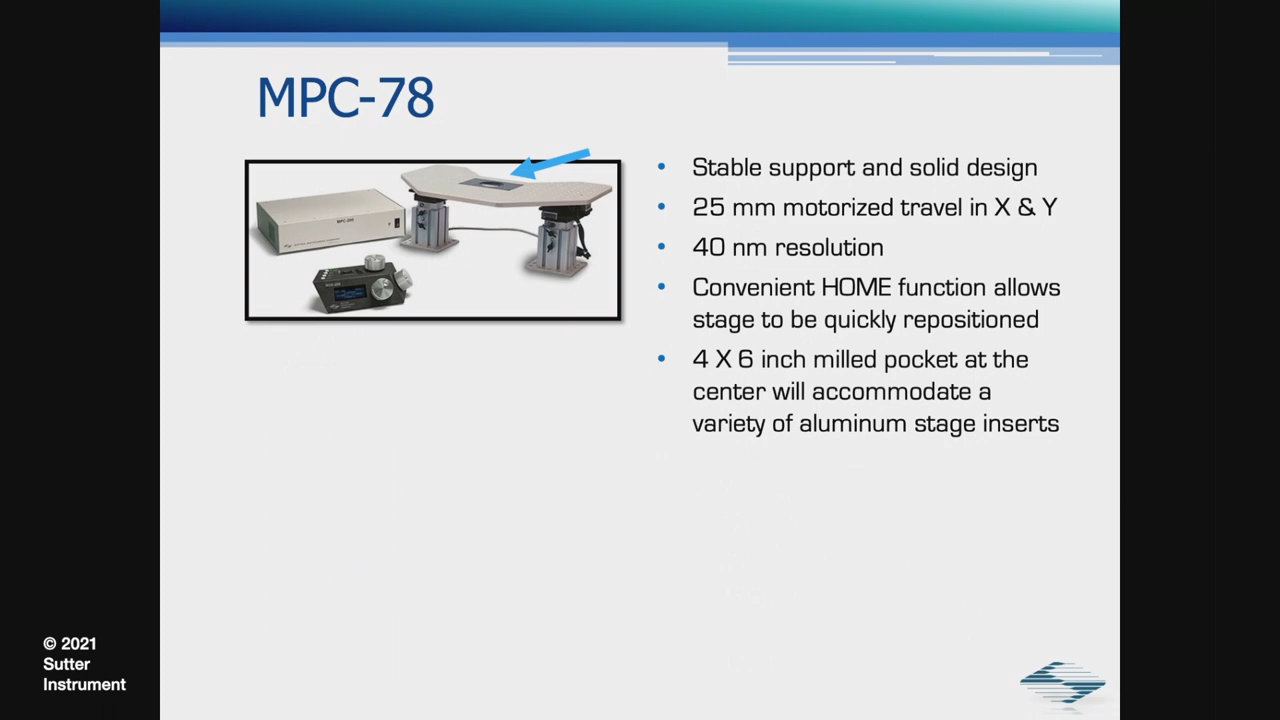 MPC-78
• Stable support and solid design
• 25 mm motorized travel in X & Y
• 40 nm resolution
• Convenient HOME function allows
stage to be quickly repositioned
• 4 X 6 inch milled pocket at the
center will accommodate a
variety of aluminum stage inserts
© 2021
Sutter
Instrument